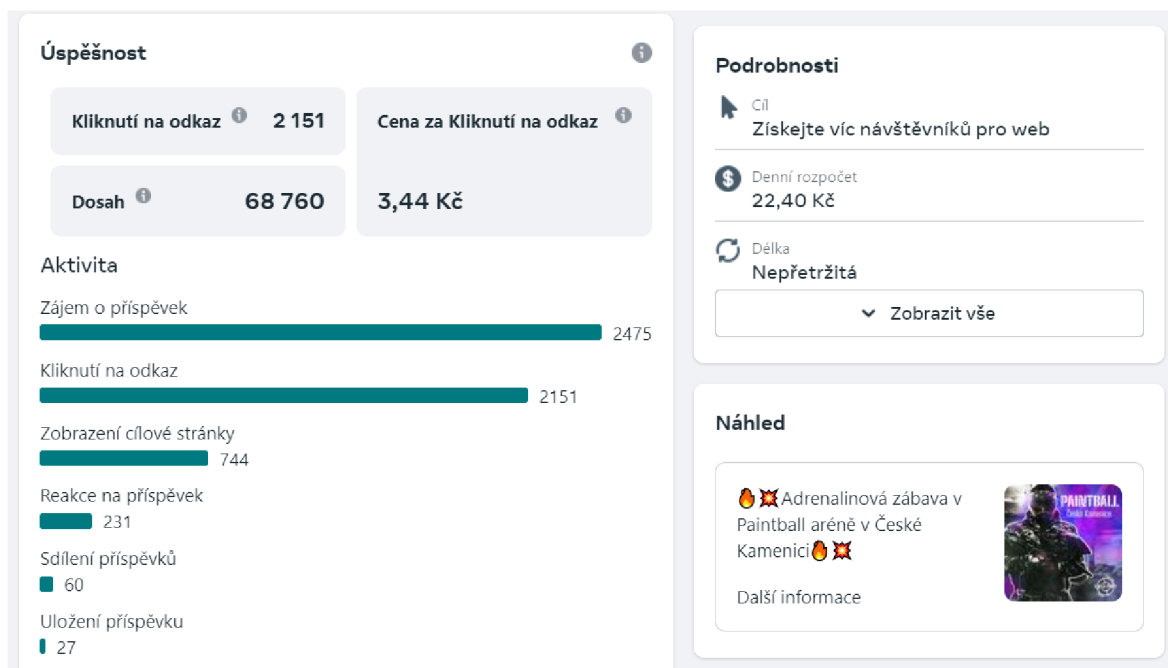 Úspěšnost
Kliknutí na odkaz 2 151
Cena za Kliknutí na odkaz
Dosah 68 760
3,44 Kč
Aktivita
Zájem o příspěvek
2475
Kliknutí na odkaz
2151
Zobrazení cílové stránky
744
Reakce na příspěvek
231
Sdílení příspěvků
60
Uložení příspěvku
27
Podrobnosti
Cíl
Získejte víc návštěvníků pro web
Denní rozpočet
22,40 Kč
Délka
Nepřetržitá
Zobrazit vše
Náhled
🔥💥Adrenalinová zábava v
Paintball aréně v České
Kamenici🔥💥
Další informace
PAINTBALL
Česká Kamenice